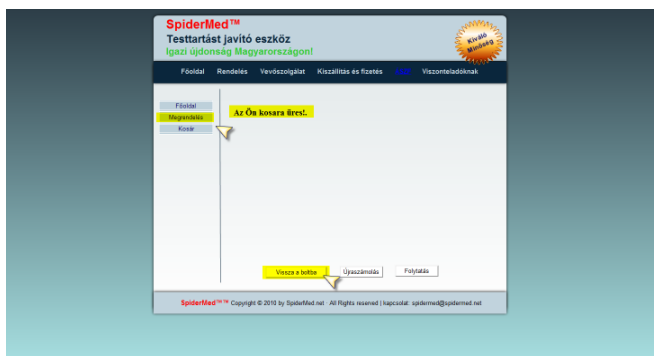 SpiderMed™
Testtartást javító eszköz
Igazi újdonság Magyarországon!
Kiváló
Minőség
Főoldal Rendelés Vevőszolgálat Kiszállítás és fizetés Viszonteladóknak
Főoldal
Megrendelés
Kosár
Az Ön kosara üres!.
Vissza a boltba Újraszámolás Folytatás
SpiderMed™™ Copyright © 2010 by SpiderMed.net · All Rights reserved | kapcsolat: spidermed@spidermed.net